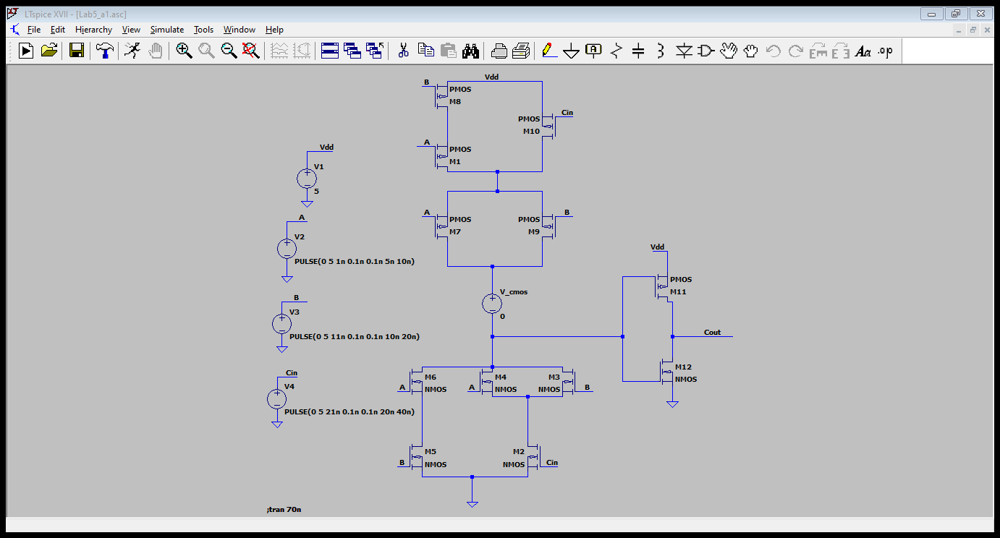 LTspice XVII - [Lab5_a1.asc]
File Edit Hierarchy View Simulate Tools Window Help
A Aa .op
Vdd
B
PMOS
M8
Cin
PMOS
M10
A
PMOS
M1
Vdd
V1
5
A
PMOS
M7
B
PMOS
M9
A
V2
PULSE(0 5 1n 0.1n 0.1n 5n 10n)
Vdd
PMOS
M11
V_cmos
0
B
V3
PULSE(0 5 11n 0.1n 0.1n 10n 20n)
Cout
Cin
V4
PULSE(0 5 21n 0.1n 0.1n 20n 40n)
M6
A
NMOS
M4
A
NMOS
M3
NMOS
B
M12
NMOS
M5
B
NMOS
M2
NMOS
Cin
;tran 70n